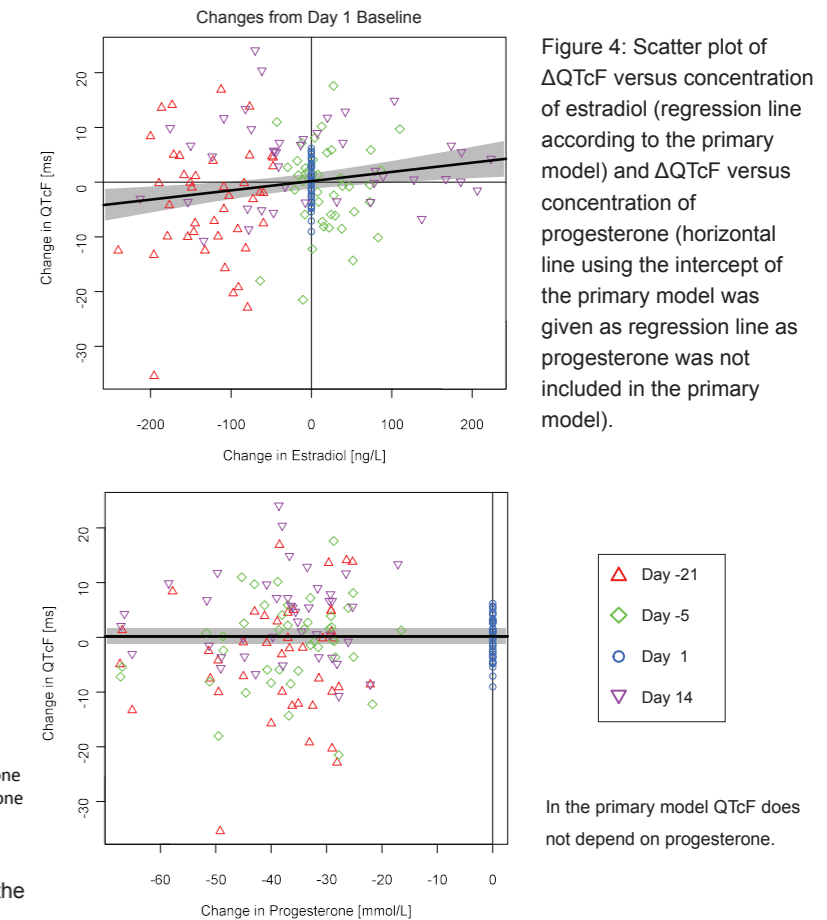 Changes from Day 1 Baseline
20
10
0
-10
-20
-30
Change in QTcF [ms]
-200 -100 0 100 200
Change in Estradiol [ng/L]
Figure 4: Scatter plot of
ΔQTcF versus concentration
of estradiol (regression line
according to the primary
model) and ΔQTcF versus
concentration of
progesterone (horizontal
line using the intercept of
the primary model was
given as regression line as
progesterone was not
included in the primary
model).
20
10
0
-10
-20
-30
Change in QTcF [ms]
-60 -50 -40 -30 -20 -10 0
Change in Progesterone [mmol/L]
Day -21
Day -5
Day 1
Day 14
In the primary model QTcF does
not depend on progesterone.
one
the